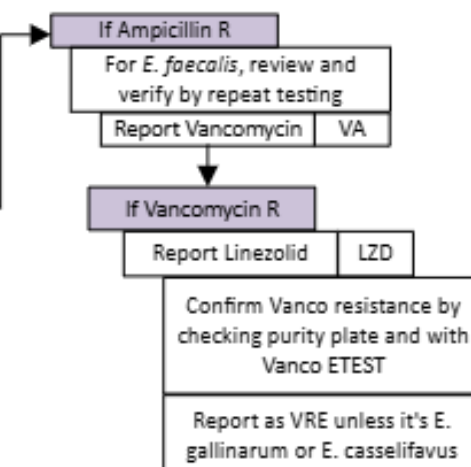 If Ampicillin R
For E. faecalis, review and
verify by repeat testing
Report Vancomycin VA
If Vancomycin R
Report Linezolid LZD
Confirm Vanco resistance by
checking purity plate and with
Vanco ETEST
Report as VRE unless it's E.
gallinarum or E. casselifavus